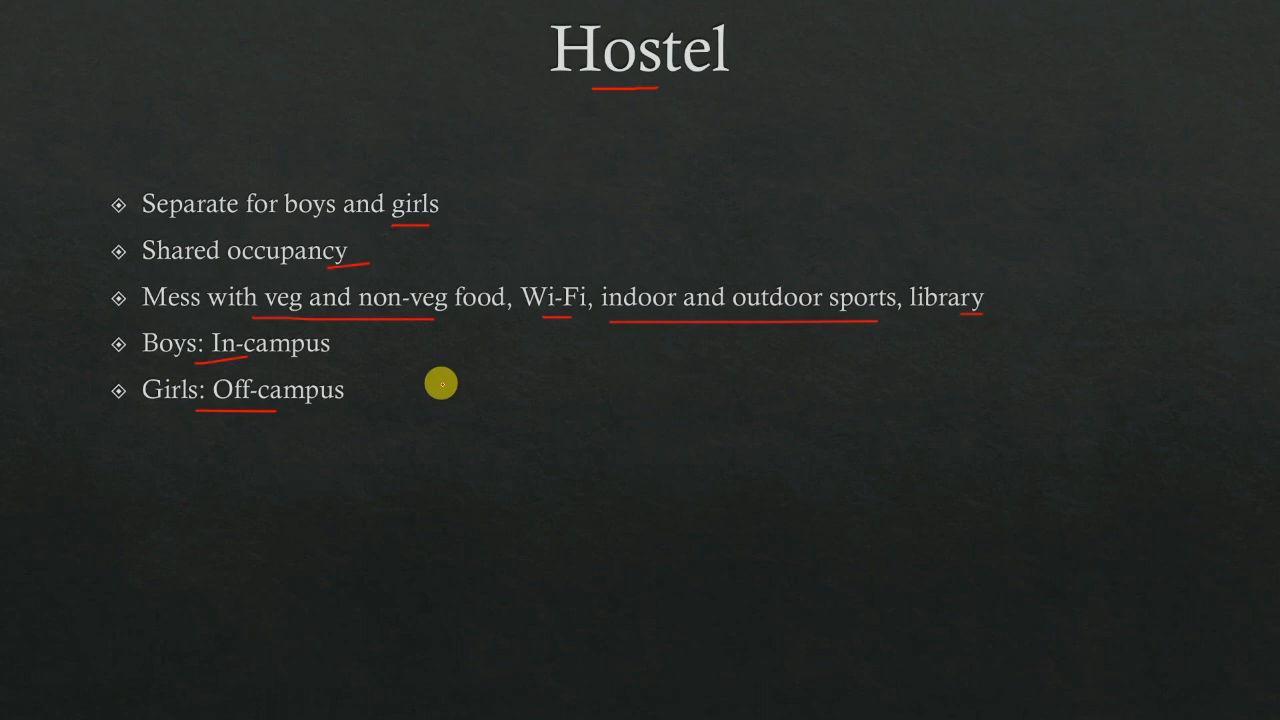 Hostel
Separate for boys and girls
Shared occupancy
Mess with veg and non-veg food, Wi-Fi, indoor and outdoor sports, library
Boys: In-campus
Girls: Off-campus